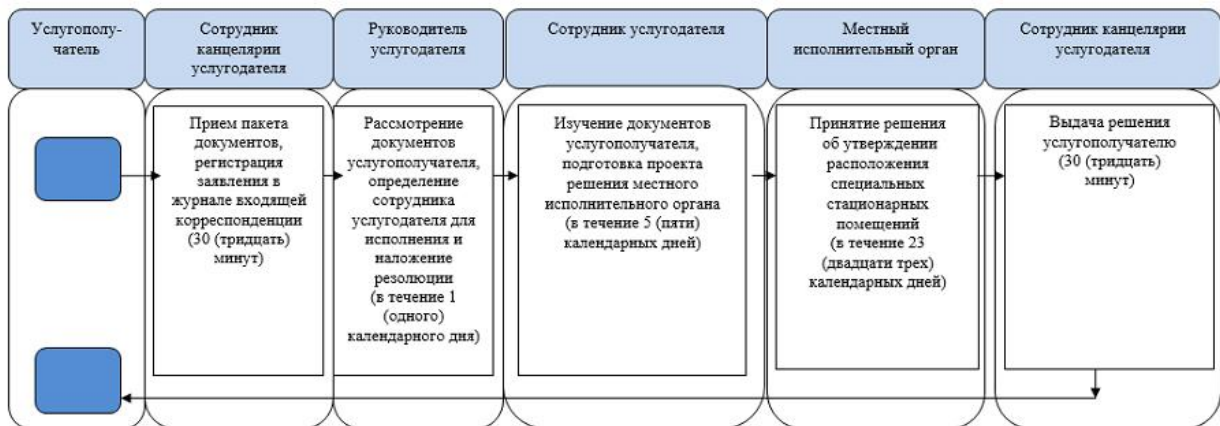 Услугополу-
чатель
Сотрудник
канцелярии
услугодателя
Руководитель
услугодателя
Сотрудник услугодателя
Местный
исполнительный орган
Сотрудник канцелярии
услугодателя
Прием пакета
документов,
регистрация
заявления в
журнале входящей
корреспонденции
(30 (тридцать)
минут)
Рассмотрение
документов
услугополучателя,
определение
сотрудника
услугодателя для
исполнения и
наложение
резолюции
(в течение 1
(одного)
календарного дня)
Изучение документов
услугополучателя,
подготовка проекта
решения местного
исполнительного органа
(в течение 5 (пяти)
календарных дней)
Принятие решения
об утверждении
расположения
специальных
стационарных
помещений
(в течение 23
(двадцати трех)
календарных дней)
Выдача решения
услугополучателю
(30 (тридцать)
минут)